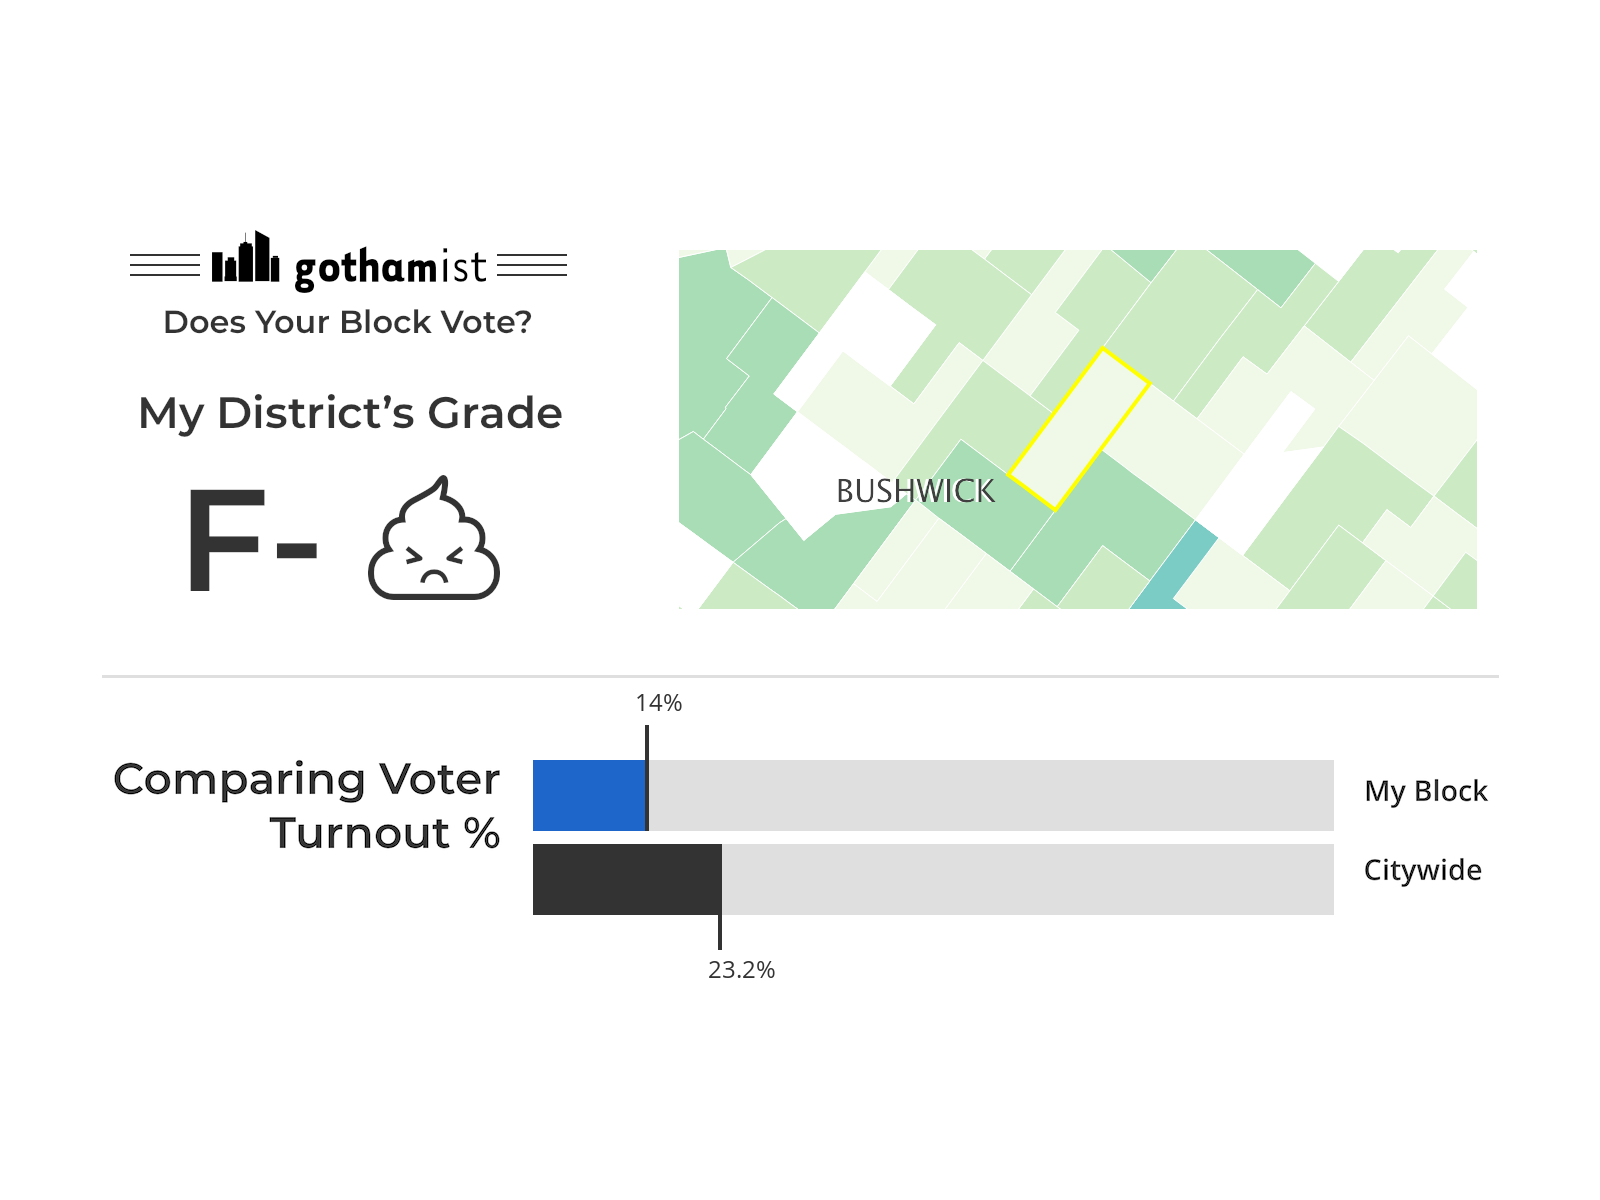 gothamist
Does Your Block Vote?
My District’s Grade
F-
BUSHWICK
14%
Comparing Voter
Turnout %
My Block
Citywide
23.2%